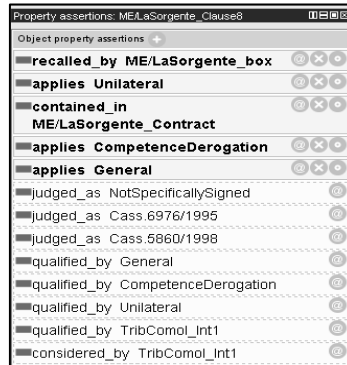 Property assertions: ME/LaSorgente_Clause8
Object property assertions
recalled_by ME/LaSorgente_box
applies Unilateral
contained_in
ME/LaSorgente_Contract
applies CompetenceDerogation
applies General
judged_as NotSpecificallySigned
judged_as Cass.6976/1995
judged_as Cass.5860/1998
qualified_by General
qualified_by CompetenceDerogation
qualified_by Unilateral
qualified_by TribComol_Int1
considered_by TribComol_Int1